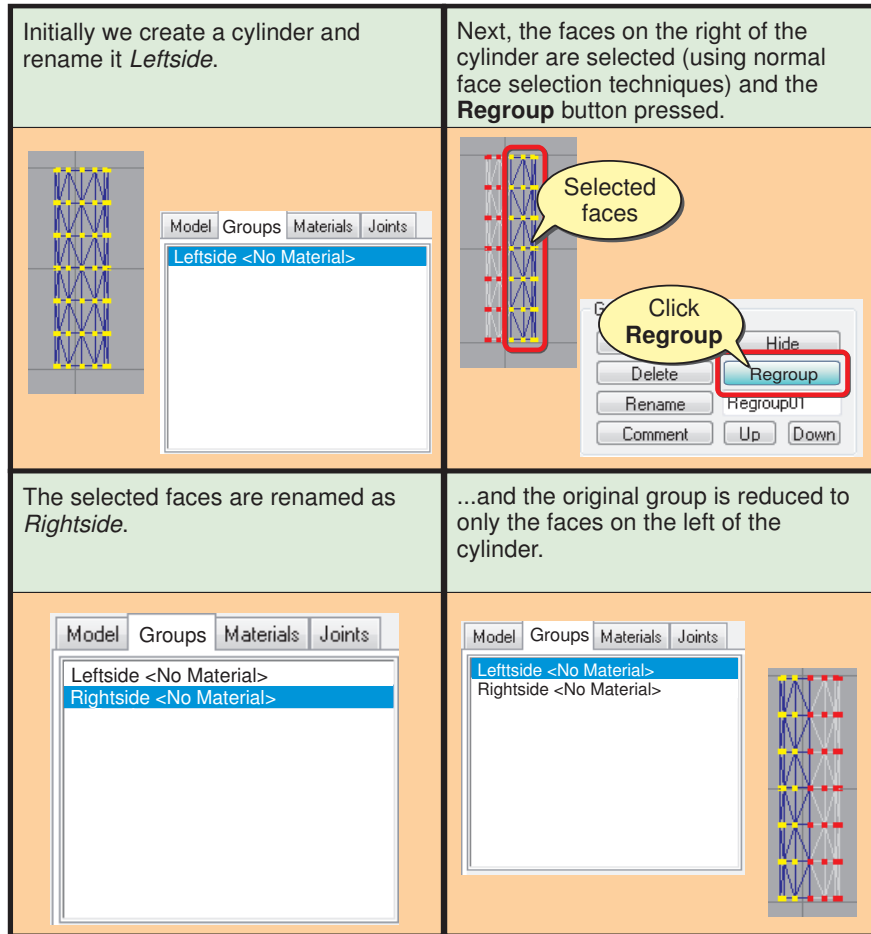 Initially we create a cylinder and
rename it Leftside.
Next, the faces on the right of the
cylinder are selected (using normal
face selection techniques) and the
Regroup button pressed.
Model Groups Materials Joints
Leftside <No Material>
Selected
faces
G
Click
Regroup
Hide
Delete Regroup
Rename Regroup01
Comment Up Down
The selected faces are renamed as
Rightside.
...and the original group is reduced to
only the faces on the left of the
cylinder.
Model Groups Materials Joints
Leftside <No Material>
Rightside <No Material>
Model Groups Materials Joints
Lefttside <No Material>
Rightside <No Material>